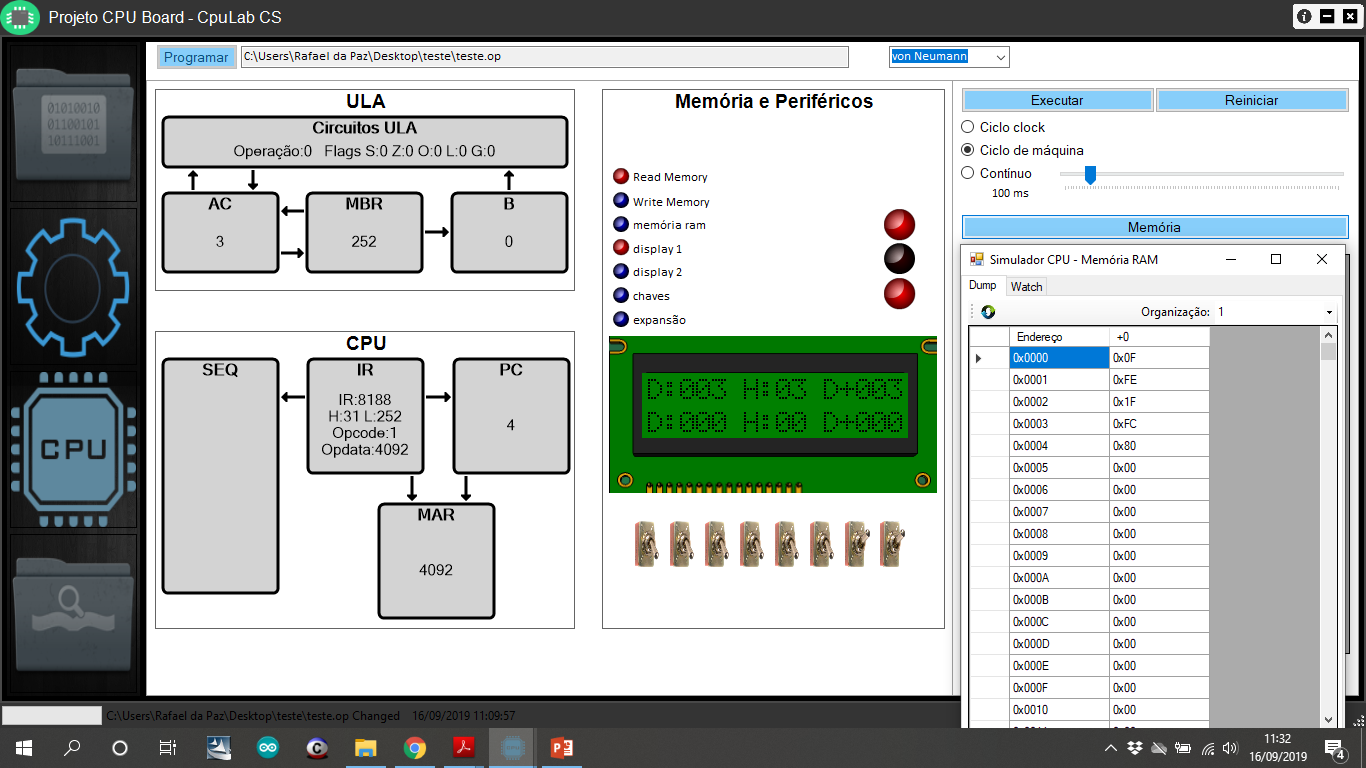 Projeto CPU Board - CpuLab CS
Programar
C:\Users\Rafael da Paz\Desktop\teste\teste.op
von Neumann
01010010
01100101
10111001
CPU
ULA
Circuitos ULA
Operação:0 Flags S:0 Z:0 O:0 L:0 G:0
AC
3
MBR
252
B
0
CPU
SEQ
IR
IR:8188
H:31 L:252
Opcode:1
Opdata:4092
PC
4
MAR
4092
Memória e Periféricos
Read Memory
Write Memory
memória ram
display 1
display 2
chaves
expansão
D:003 H:03 D+003
D:000 H:00 D+000
Executar
Reiniciar
Ciclo clock
Ciclo de máquina
Contínuo
100 ms
Memória
Simulador CPU - Memória RAM
Dump
Watch
Organização: 1
Endereço +0
0x0000 0x0F
0x0001 0xFE
0x0002 0x1F
0x0003 0xFC
0x0004 0x80
0x0005 0x00
0x0006 0x00
0x0007 0x00
0x0008 0x00
0x0009 0x00
0x000A 0x00
0x000B 0x00
0x000C 0x00
0x000D 0x00
0x000E 0x00
0x000F 0x00
0x0010 0x00
C:\Users\Rafael da Paz\Desktop\teste\teste.op Changed 16/09/2019 11:09:57
11:32
16/09/2019
4